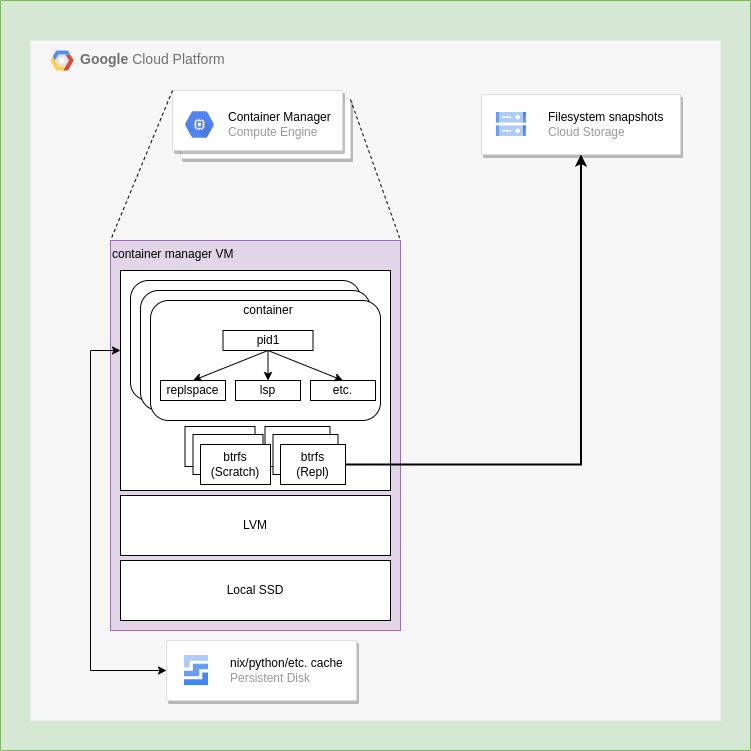 Google Cloud Platform
Container Manager
Compute Engine
Filesystem snapshots
Cloud Storage
container manager VM
container
pid1
replspace
lsp
etc.
btrfs
(Scratch)
btrfs
(Repl)
LVM
Local SSD
nix/python/etc. cache
Persistent Disk